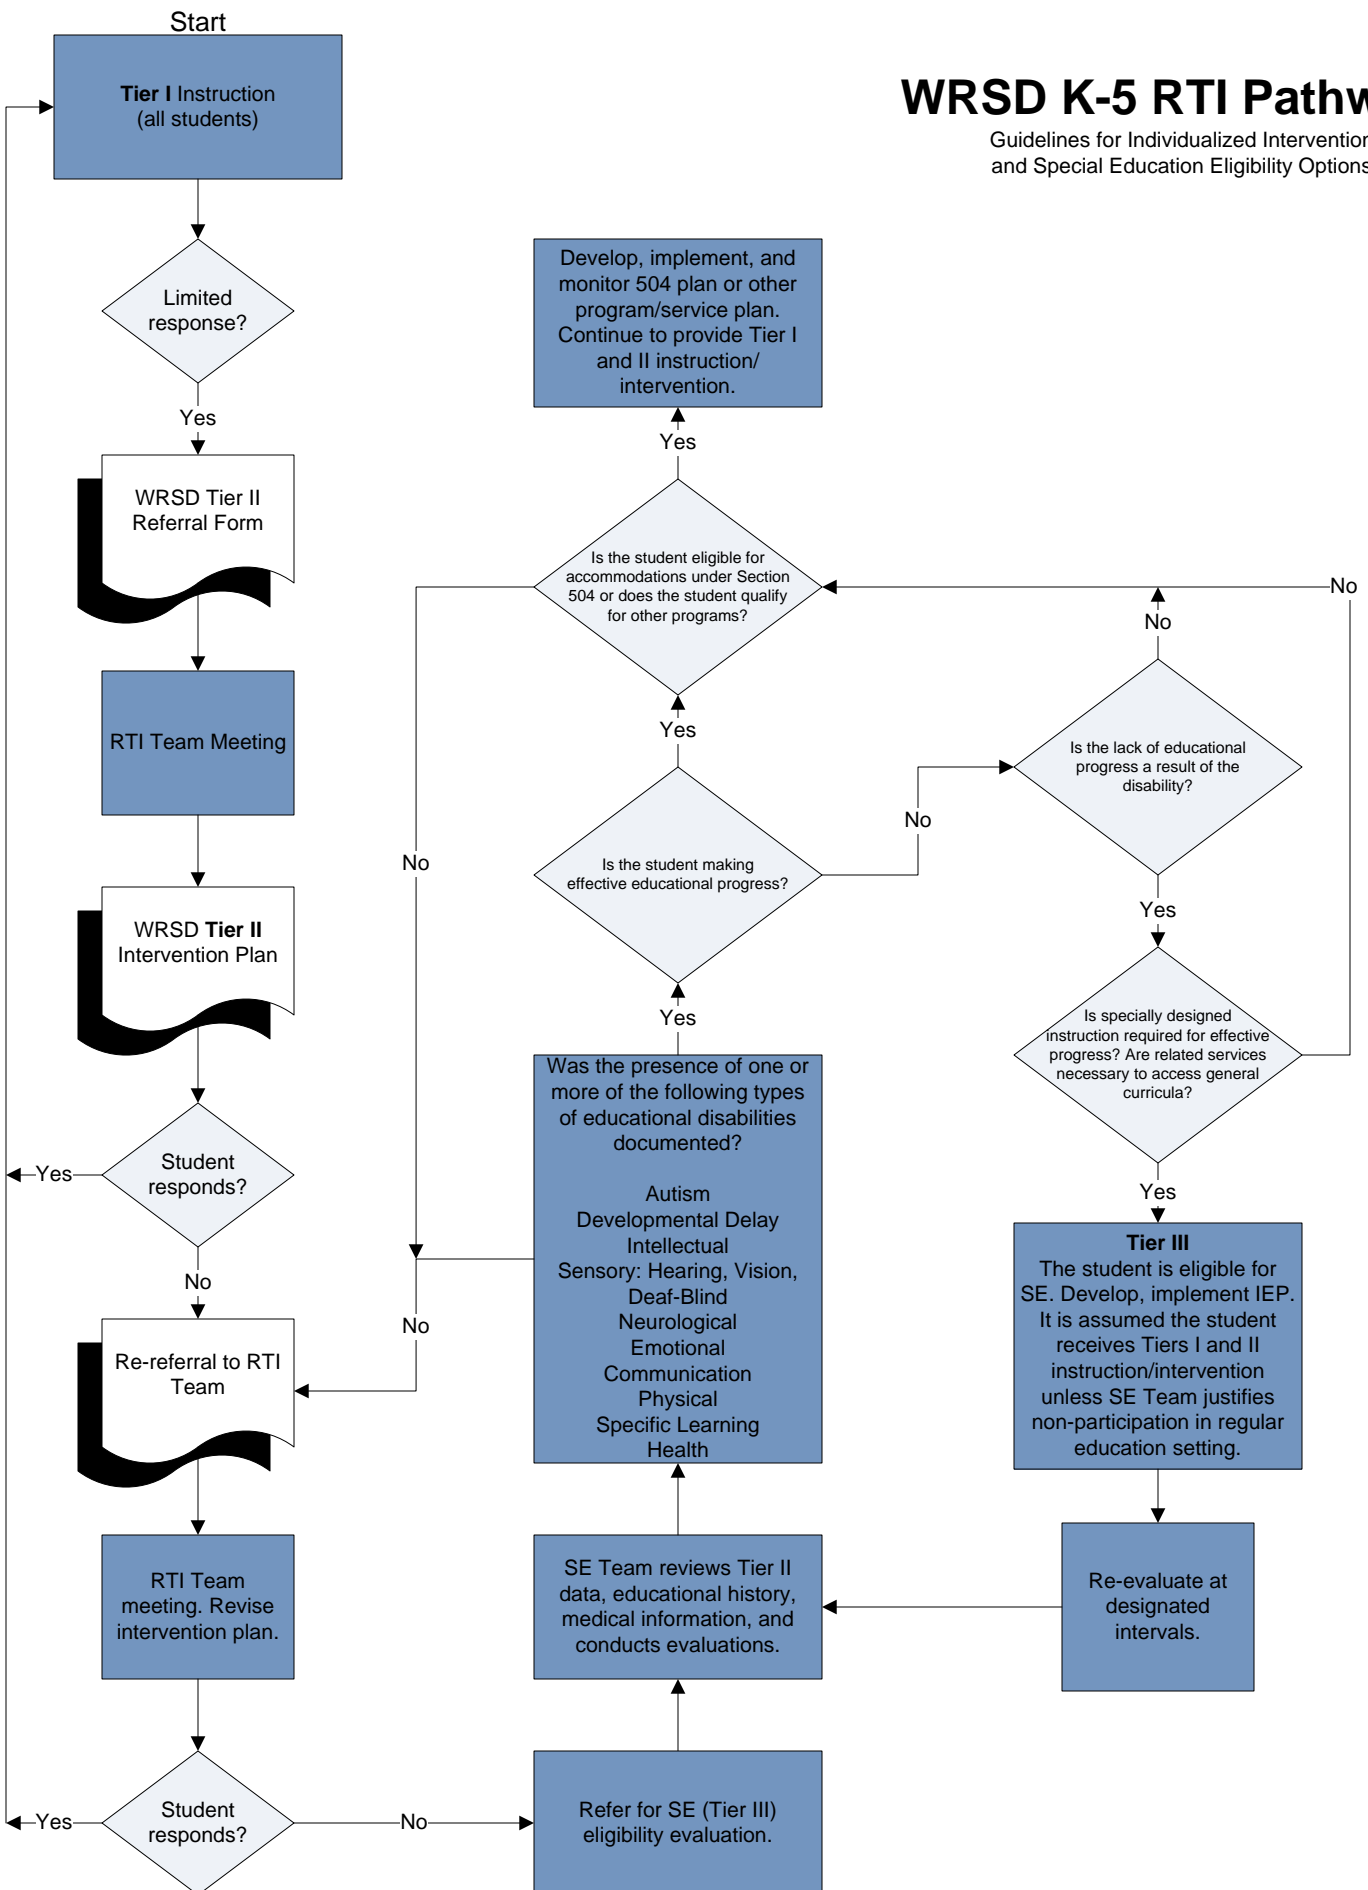 Start
Tier I Instruction
(all students)
WRSD K-5 RTI Pathw
Guidelines for Individualized Intervention
and Special Education Eligibility Options
Limited
response?
Yes
WRSD Tier II
Referral Form
RTI Team Meeting
WRSD Tier II
Intervention Plan
Student
responds?
Yes
No
Re-referral to RTI
Team
RTI Team
meeting. Revise
intervention plan.
Student
responds?
Yes
No
Refer for SE (Tier III)
eligibility evaluation.
SE Team reviews Tier II
data, educational history,
medical information, and
conducts evaluations.
Was the presence of one or
more of the following types
of educational disabilities
documented?
Autism
Developmental Delay
Intellectual
Sensory: Hearing, Vision,
Deaf-Blind
Neurological
Emotional
Communication
Physical
Specific Learning
Health
No
Yes
Is the student making
effective educational progress?
Yes
No
Is the student eligible for
accommodations under Section
504 or does the student qualify
for other programs?
No
Yes
Develop, implement, and
monitor 504 plan or other
program/service plan.
Continue to provide Tier I
and II instruction/
intervention.
Is the lack of educational
progress a result of the
disability?
No
Yes
Is specially designed
instruction required for effective
progress? Are related services
necessary to access general
curricula?
No
Yes
Tier III
The student is eligible for
SE. Develop, implement IEP.
It is assumed the student
receives Tiers I and II
instruction/intervention
unless SE Team justifies
non-participation in regular
education setting.
Re-evaluate at
designated
intervals.